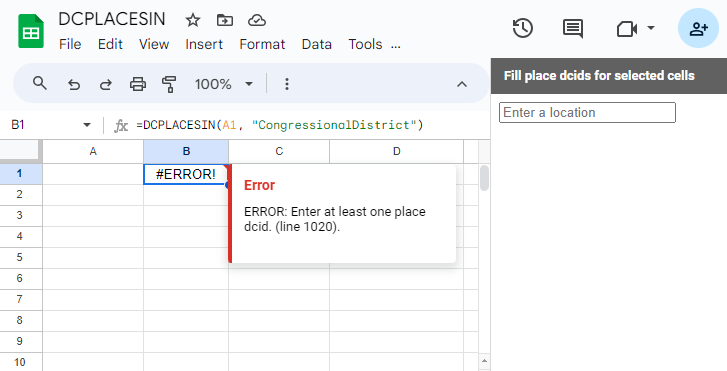 DCPLACESIN
File Edit View Insert Format Data Tools ...
100%
B1 fx =DCPLACESIN(A1, "CongressionalDistrict")
A B C D
1 #ERROR!
Error
ERROR: Enter at least one place
dcid. (line 1020).
2
3
4
5
6
7
8
9
10
Fill place dcids for selected cells
Enter a location